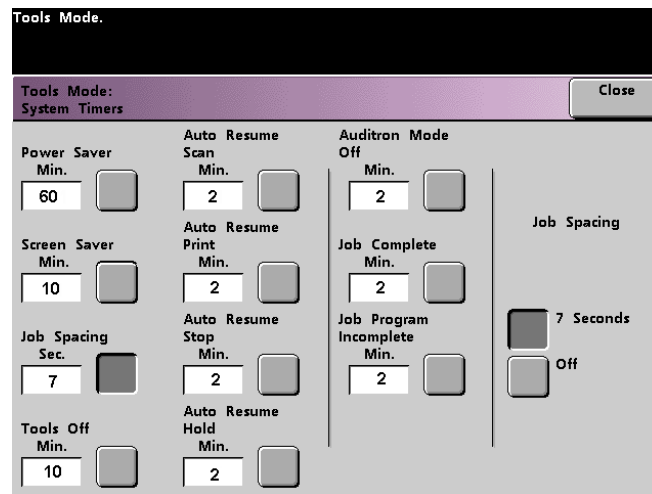 Tools Mode.
Tools Mode:
System Timers
Close
Power Saver
Min.
60
Screen Saver
Min.
10
Job Spacing
Sec.
7
Tools Off
Min.
10
Auto Resume
Scan
Min.
2
Auto Resume
Print
Min.
2
Auto Resume
Stop
Min.
2
Auto Resume
Hold
Min.
2
Auditron Mode
Off
Min.
2
Job Complete
Min.
2
Job Program
Incomplete
Min.
2
Job Spacing
7 Seconds
Off